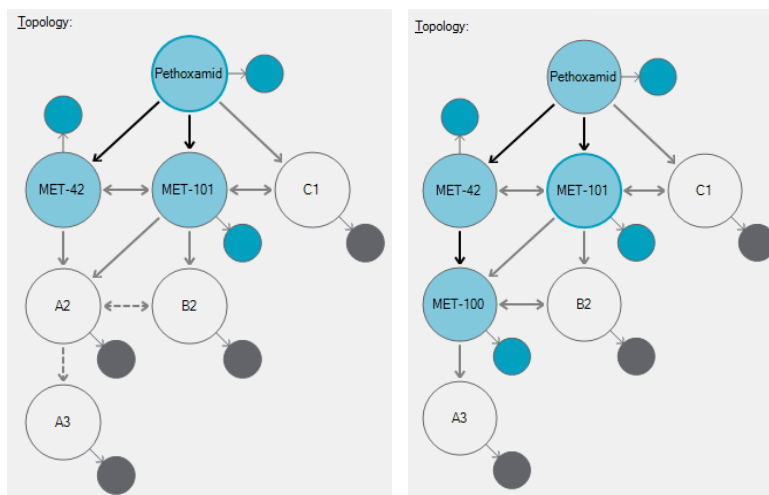 Topology:
Pethoxamid
MET-42
MET-101
C1
A2
B2
A3
Topology:
Pethoxamid
MET-42
MET-101
C1
MET-100
B2
A3